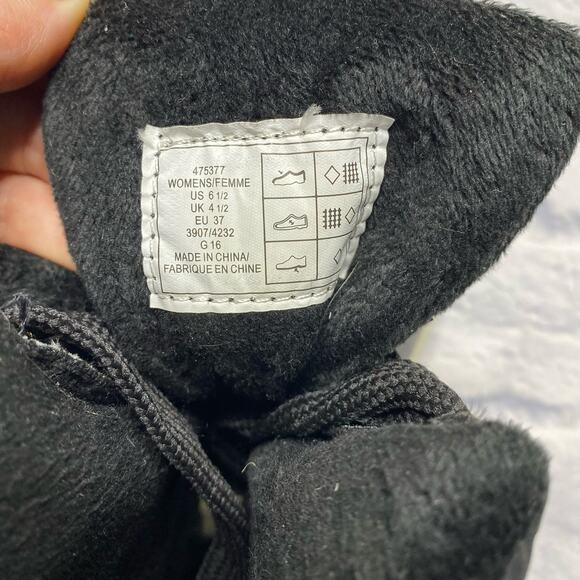 475377
WOMENS/FEMME
US 6 1/2
UK 4 1/2
EU 37
3907/4232
G 16
MADE IN CHINA/
FABRIQUE EN CHINE